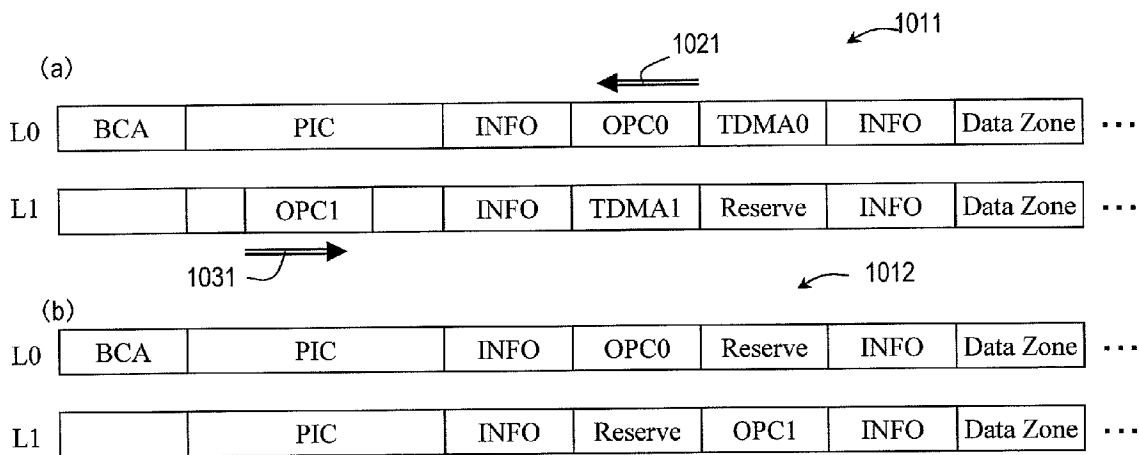 1011
1021
(a)
L0 BCA PIC INFO OPC0 TDMA0 INFO Data Zone ...
L1 OPC1 INFO TDMA1 Reserve INFO Data Zone ...
1031
1012
(b)
L0 BCA PIC INFO OPC0 Reserve INFO Data Zone ...
L1 PIC INFO Reserve OPC1 INFO Data Zone ...